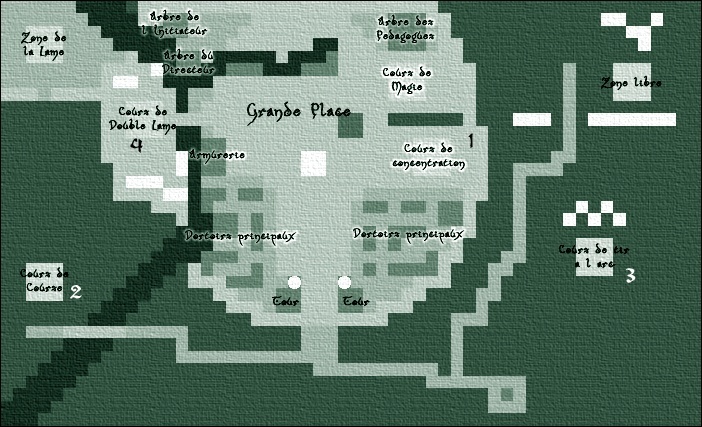 Arbre de
l Initiateur
Arbre des
Pedagogues
Zone de
la Lame
Arbre du
Directeur
Cours de
Magie
Zone libre
Cours de
Double Lame
4
Grande Place
1
Armurerie
Cours de
concentration
Dortoirs principaux
Dortoirs principaux
Cours de tir
a l arc
3
Cours de
Course
2
Tour
Tour